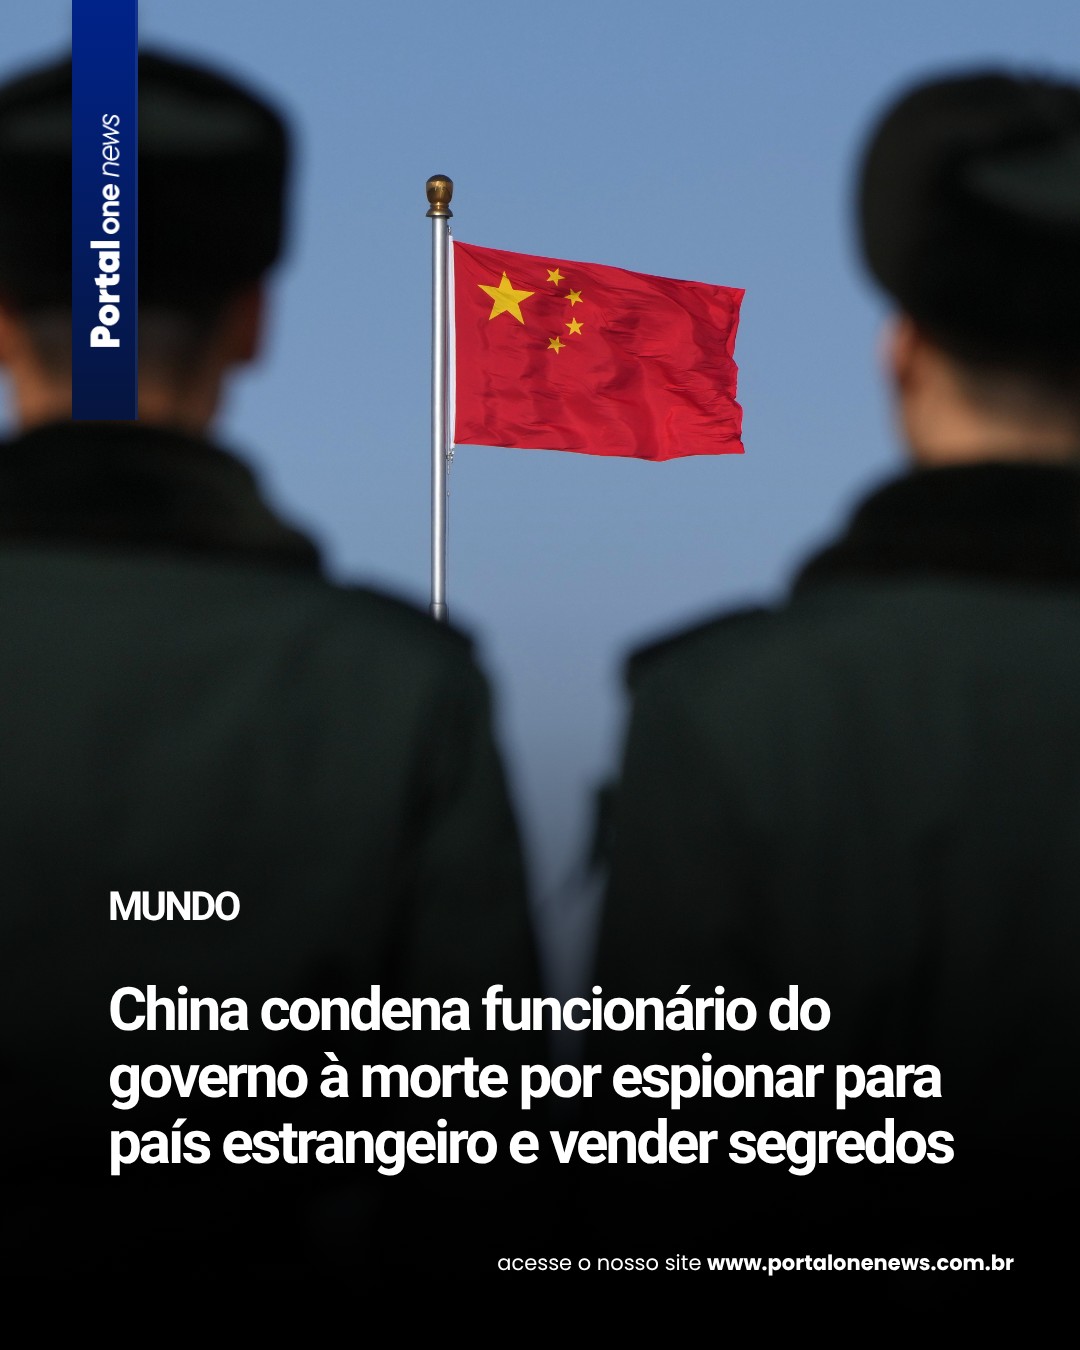 Portal one news
MUNDO
China condena funcionário do
governo à morte por espionar para
país estrangeiro e vender segredos
acesse o nosso site www.portalonenews.com.br